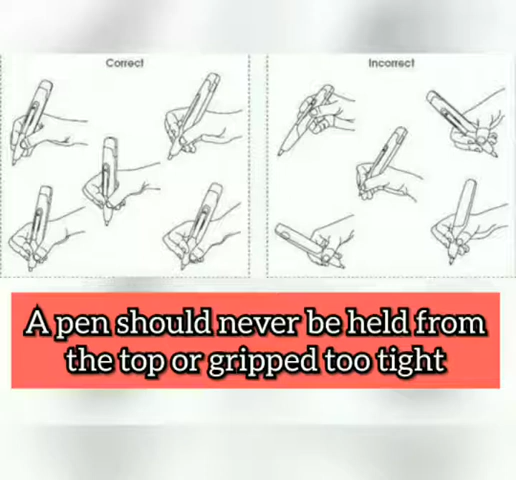 Correct
Incorrect
A pen should never be held from
the top or gripped too tight